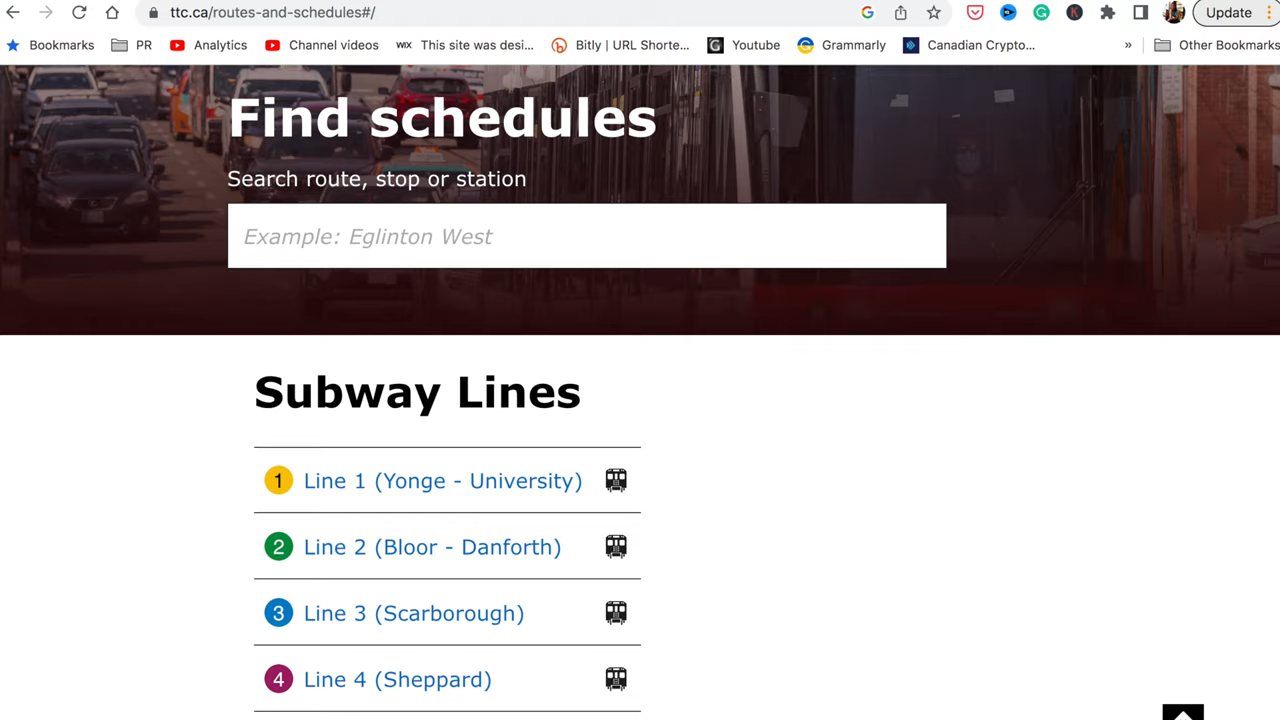 ttc.ca/routes-and-schedules#/
Update
Bookmarks PR Analytics Channel videos WiX This site was desi... Bitly | URL Shorte... Youtube Grammarly Canadian Crypto... » Other Bookmarks
Find schedules
Search route, stop or station
Example: Eglinton West
Subway Lines
1 Line 1 (Yonge - University)
2 Line 2 (Bloor - Danforth)
3 Line 3 (Scarborough)
4 Line 4 (Sheppard)